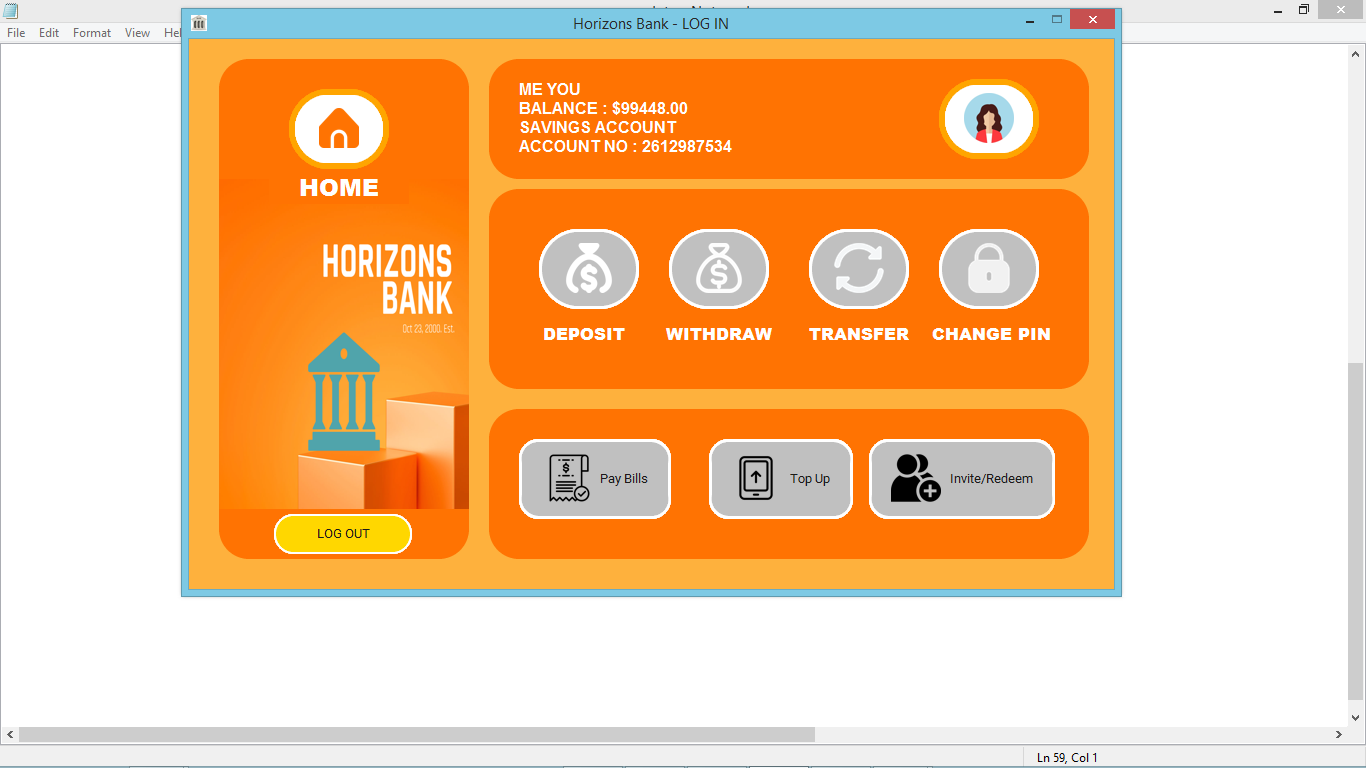 Horizons Bank - LOG IN
File Edit Format View Hel
HOME
HORIZONS
BANK
Oct 23, 2000. Est.
LOG OUT
ME YOU
BALANCE : $99448.00
SAVINGS ACCOUNT
ACCOUNT NO : 2612987534
DEPOSIT WITHDRAW TRANSFER CHANGE PIN
Pay Bills Top Up Invite/Redeem
Ln 59, Col 1